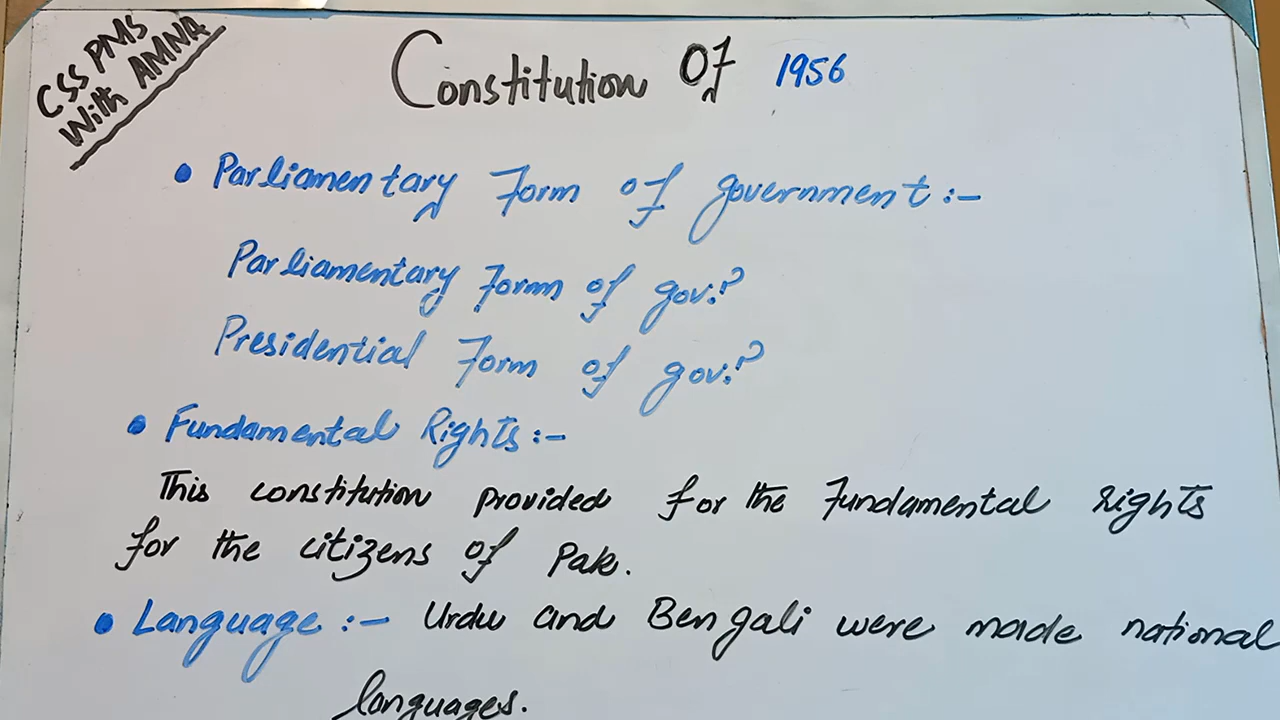 CSS PMS
With AMNA
Constitution Of 1956
• Parliamentary Form of government :-
Parliamentary Form of gov:?
Presidential Form of gov:?
• Fundamental Rights :-
This constitution provided for the Fundamental Rights
for the citizens of Pak.
• Language :- Urdu and Bengali were made national
languages.